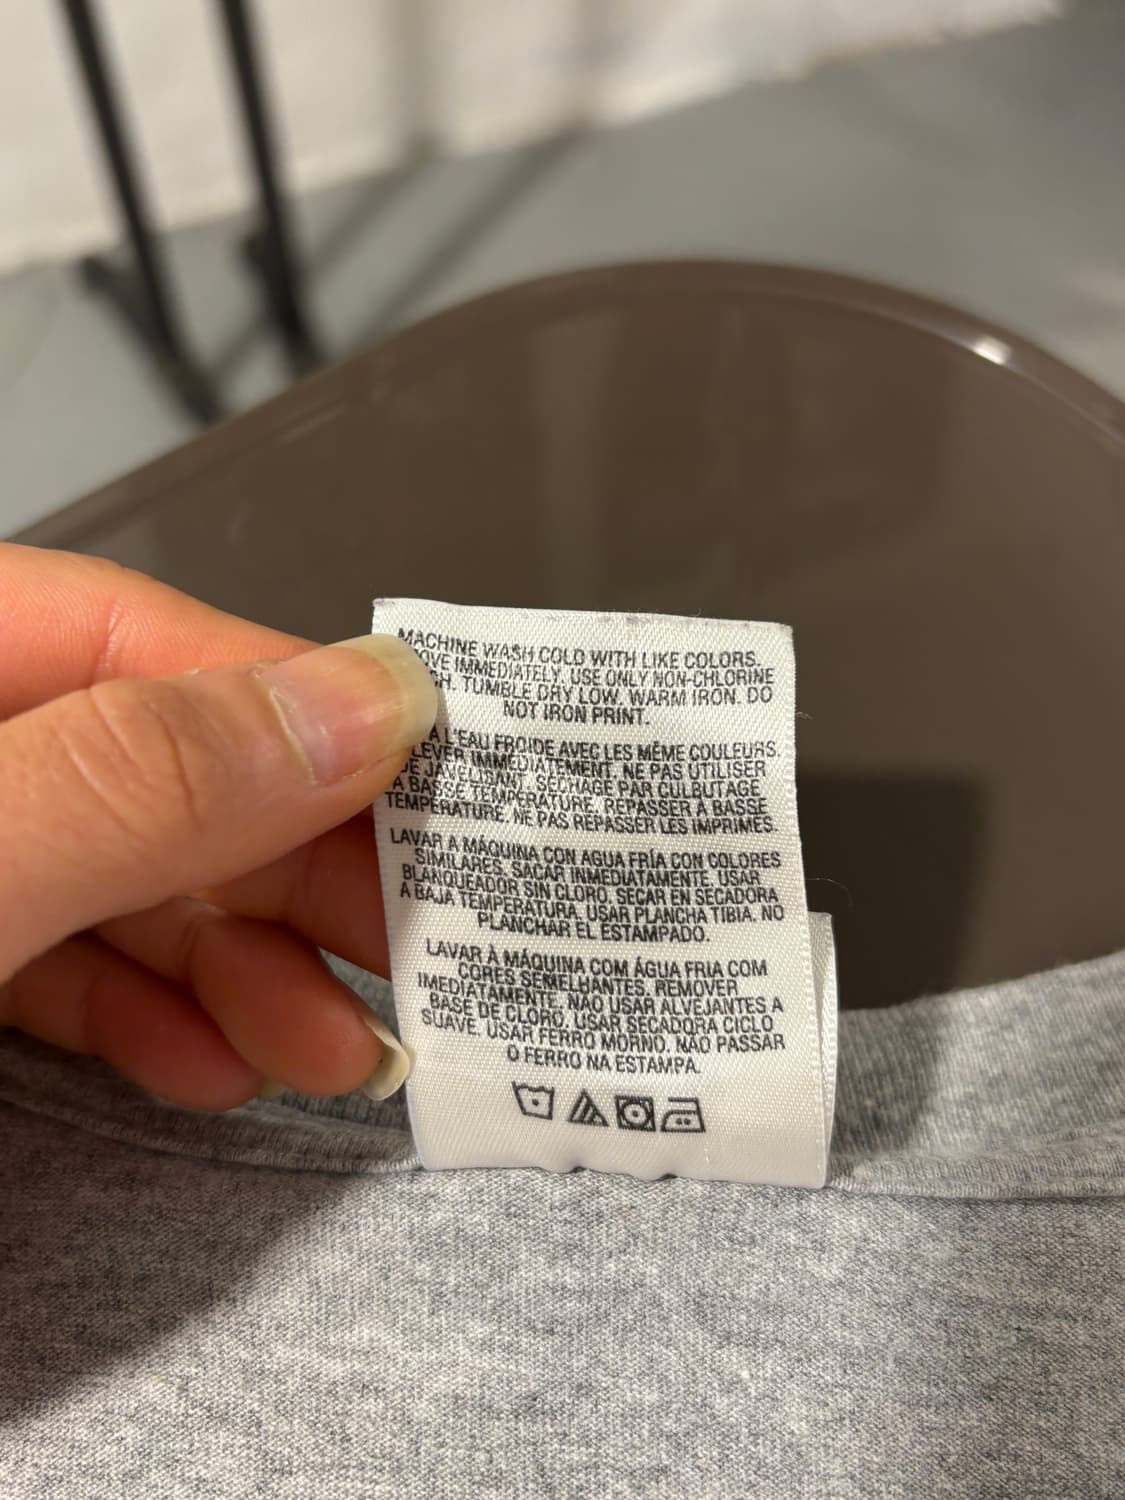 MACHINE WASH COLD WITH LIKE COLORS.
IMMEDIATELY. USE ONLY NON-CHLORINE
TUMBLE DRY LOW. WARM IRON. DO
NOT IRON PRINT.
A L'EAU FROIDE AVEC LES MÊME COULEURS.
IMMÉDIATEMENT. NE PAS UTILISER
JAVELISANT. SÉCHAGE PAR CULBUTAGE
À BASSE TEMPÉRATURE. REPASSER À BASSE
TEMPÉRATURE. NE PAS REPASSER LES IMPRIMÉS.
LAVAR A MÁQUINA CON AGUA FRÍA CON COLORES
SIMILARES. SACAR INMEDIATAMENTE. USAR
BLANQUEADOR SIN CLORO. SECAR EN SECADORA
A BAJA TEMPERATURA. USAR PLANCHA TIBIA. NO
PLANCHAR EL ESTAMPADO.
LAVAR À MÁQUINA COM ÁGUA FRIA COM
CORES SEMELHANTES. REMOVER
IMEDIATAMENTE. NÃO USAR ALVEJANTES A
BASE DE CLORO. USAR SECADORA CICLO
SUAVE. USAR FERRO MORNO. NÃO PASSAR
O FERRO NA ESTAMPA.